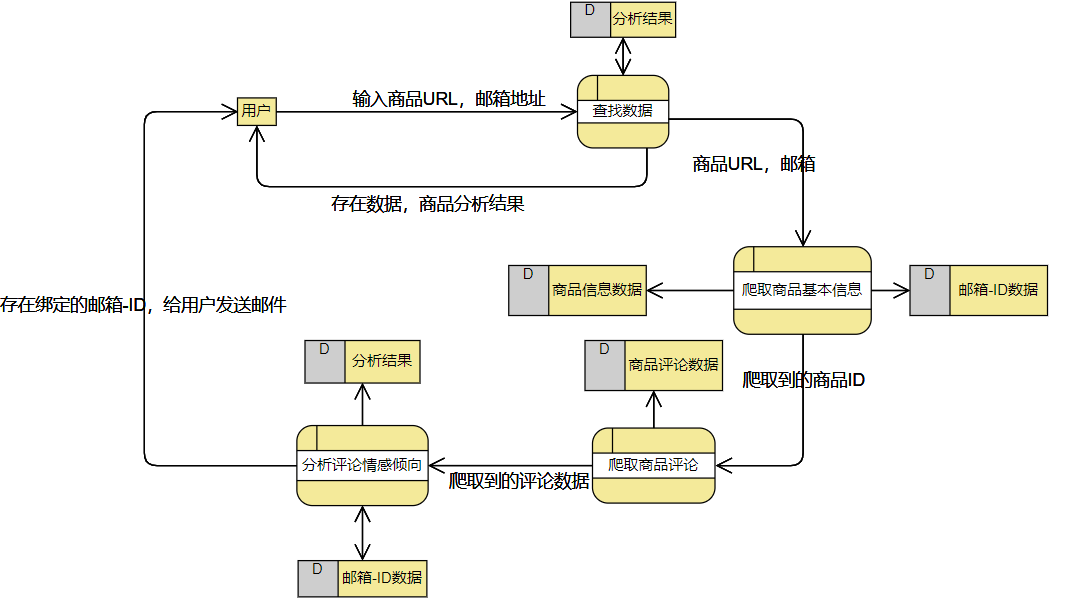 D
分析结果
用户
输入商品URL，邮箱地址
查找数据
商品URL，邮箱
存在数据，商品分析结果
D
商品信息数据
爬取商品基本信息
D
邮箱-ID数据
存在绑定的邮箱-ID，给用户发送邮件
D
分析结果
D
商品评论数据
爬取到的商品ID
分析评论情感倾向
爬取到的评论数据
爬取商品评论
D
邮箱-ID数据